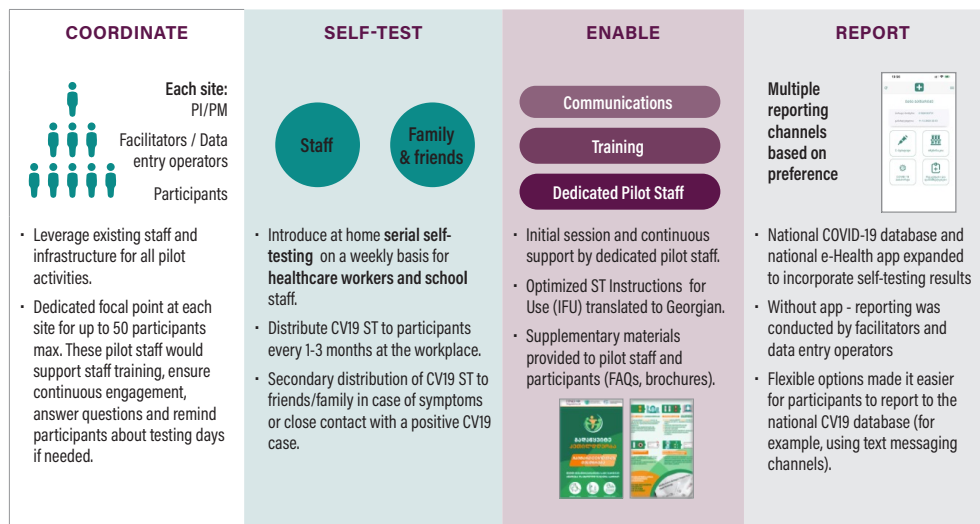 COORDINATE
Each site:
PI/PM
Facilitators / Data
entry operators
Participants
· Leverage existing staff and
infrastructure for all pilot
activities.
· Dedicated focal point at each
site for up to 50 participants
max. These pilot staff would
support staff training, ensure
continuous engagement,
answer questions and remind
participants about testing days
if needed.
SELF-TEST
Staff
Family
& friends
· Introduce at home serial self-
testing on a weekly basis for
healthcare workers and school
staff.
· Distribute CV19 ST to participants
every 1-3 months at the workplace.
· Secondary distribution of CV19 ST to
friends/family in case of symptoms
or close contact with a positive CV19
case.
ENABLE
Communications
Training
Dedicated Pilot Staff
· Initial session and continuous
support by dedicated pilot staff.
· Optimized ST Instructions for
Use (IFU) translated to Georgian.
· Supplementary materials
provided to pilot staff and
participants (FAQs, brochures).
REPORT
Multiple
reporting
channels
based on
preference
· National COVID-19 database and
national e-Health app expanded
to incorporate self-testing results
· Without app - reporting was
conducted by facilitators and
data entry operators
· Flexible options made it easier
for participants to report to the
national CV19 database (for
example, using text messaging
channels).